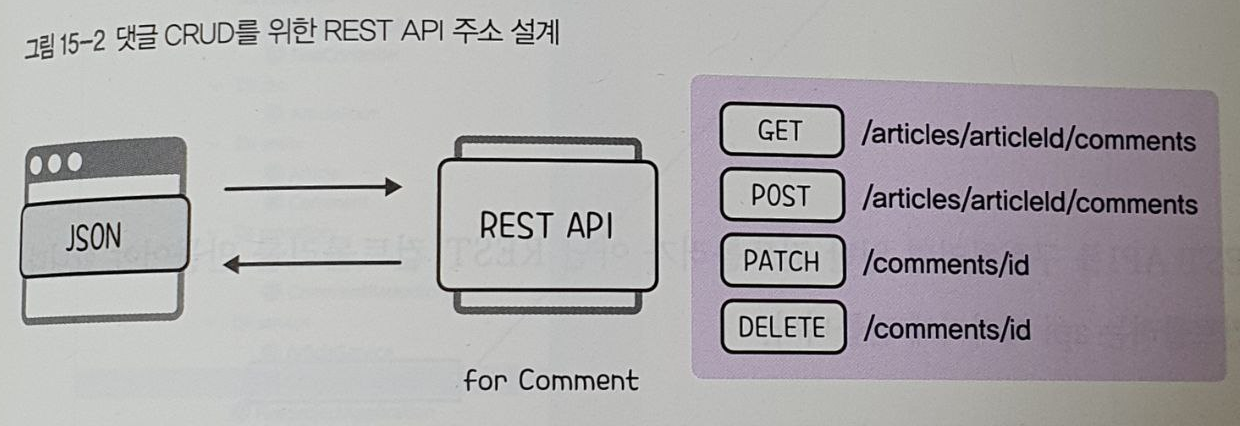 그림 15-2 댓글 CRUD를 위한 REST API 주소 설계
JSON
REST API
for Comment
GET /articles/articleId/comments
POST /articles/articleId/comments
PATCH /comments/id
DELETE /comments/id